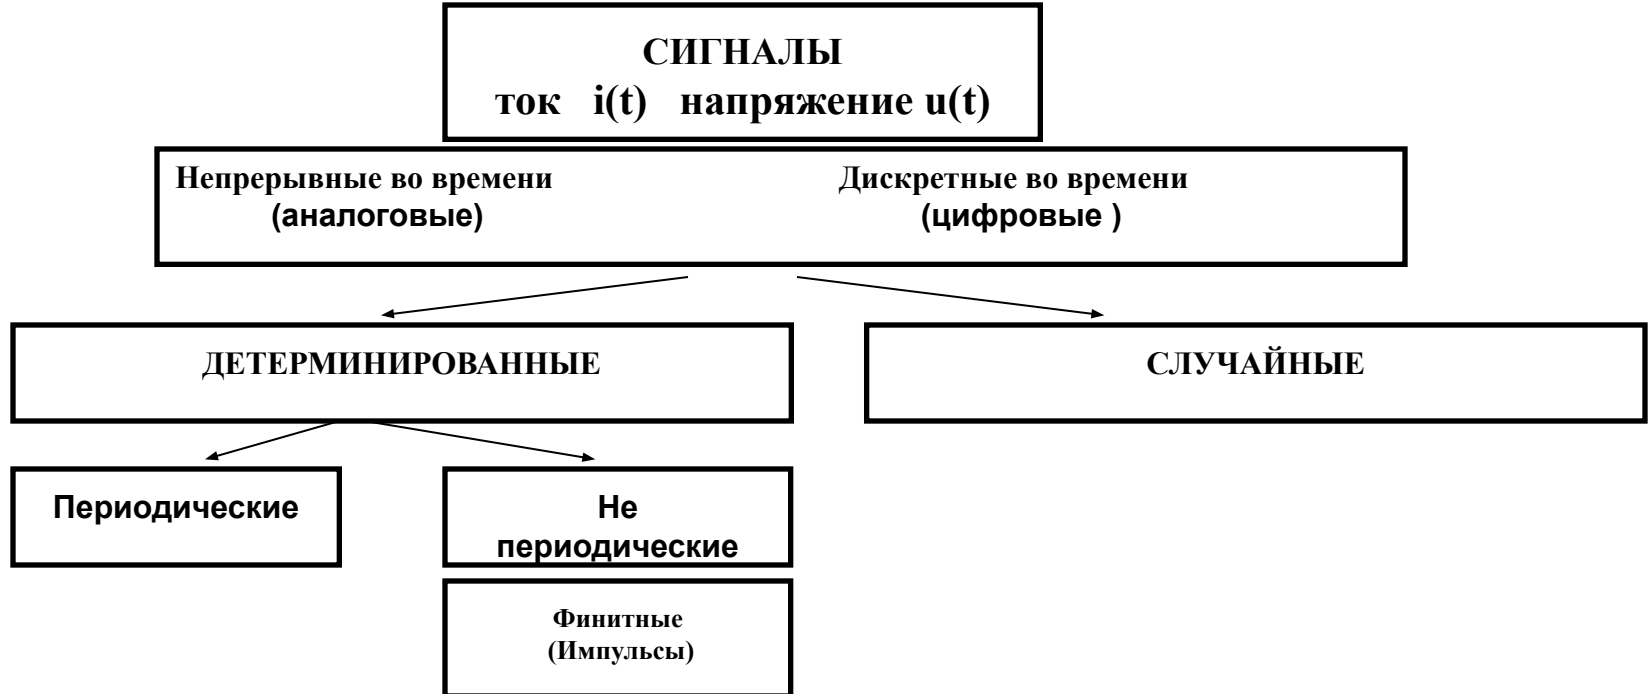 СИГНАЛЫ
ток i(t) напряжение u(t)
Непрерывные во времени
(аналоговые)
Дискретные во времени
(цифровые )
ДЕТЕРМИНИРОВАННЫЕ
СЛУЧАЙНЫЕ
Периодические
Не
периодические
Финитные
(Импульсы)